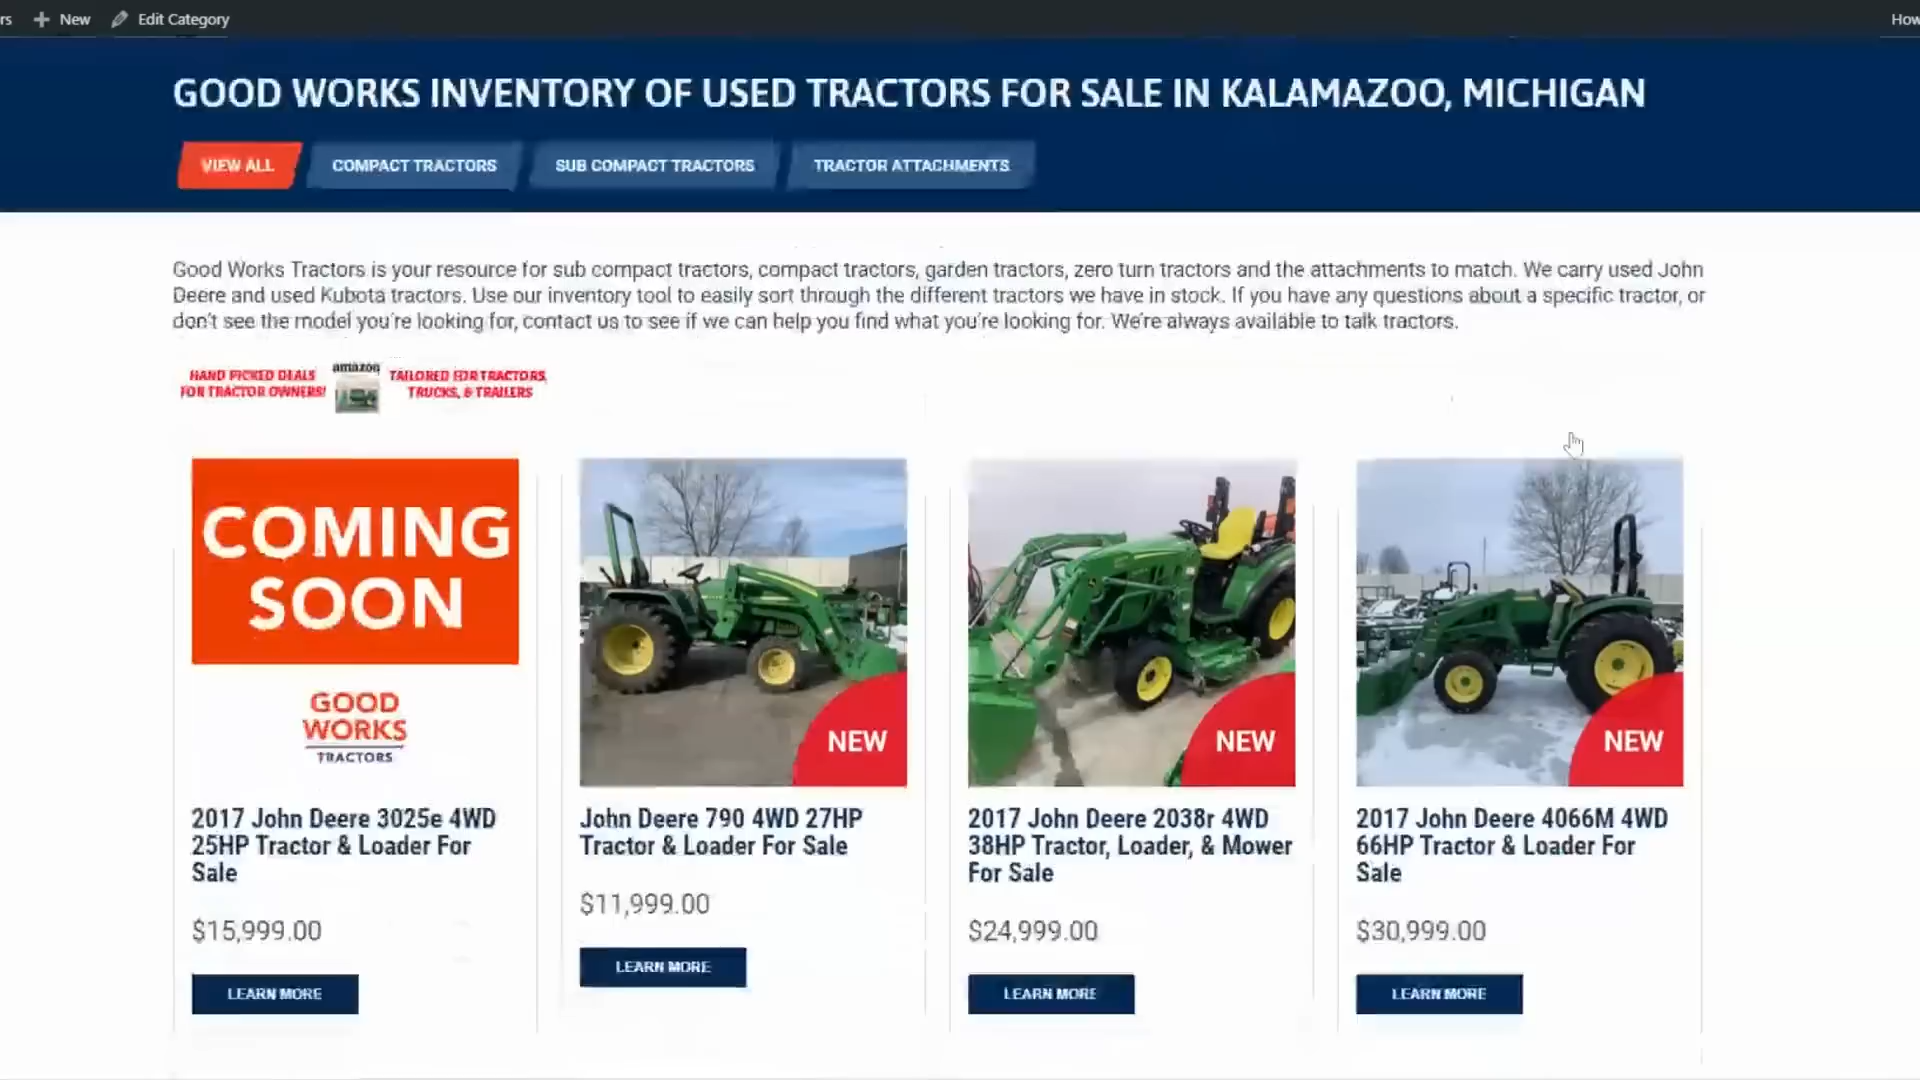 rs
New
Edit Category
How
GOOD WORKS INVENTORY OF USED TRACTORS FOR SALE IN KALAMAZOO, MICHIGAN
VIEW ALL
COMPACT TRACTORS
SUB COMPACT TRACTORS
TRACTOR ATTACHMENTS
Good Works Tractors is your resource for sub compact tractors, compact tractors, garden tractors, zero turn tractors and the attachments to match. We carry used John
Deere and used Kubota tractors. Use our inventory tool to easily sort through the different tractors we have in stock. If you have any questions about a specific tractor, or
don't see the model you're looking for, contact us to see if we can help you find what you're looking for. We're always available to talk tractors.
HAND PICKED DEALS
FOR TRACTOR OWNERS!
amazon
TAILORED FOR TRACTORS,
TRUCKS, & TRAILERS
COMING
SOON
GOOD
WORKS
TRACTORS
2017 John Deere 3025e 4WD
25HP Tractor & Loader For
Sale
$15,999.00
LEARN MORE
NEW
John Deere 790 4WD 27HP
Tractor & Loader For Sale
$11,999.00
LEARN MORE
NEW
2017 John Deere 2038r 4WD
38HP Tractor, Loader, & Mower
For Sale
$24,999.00
LEARN MORE
NEW
2017 John Deere 4066M 4WD
66HP Tractor & Loader For
Sale
$30,999.00
LEARN MORE